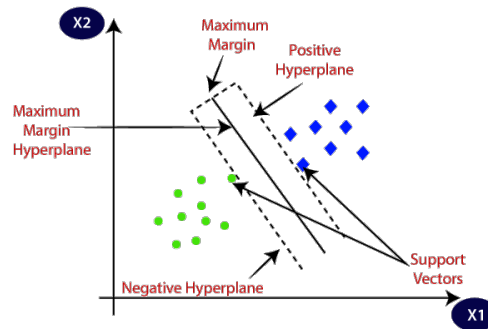 X2
Maximum
Margin
Positive
Hyperplane
Maximum
Margin
Hyperplane
Support
Vectors
Negative Hyperplane
X1